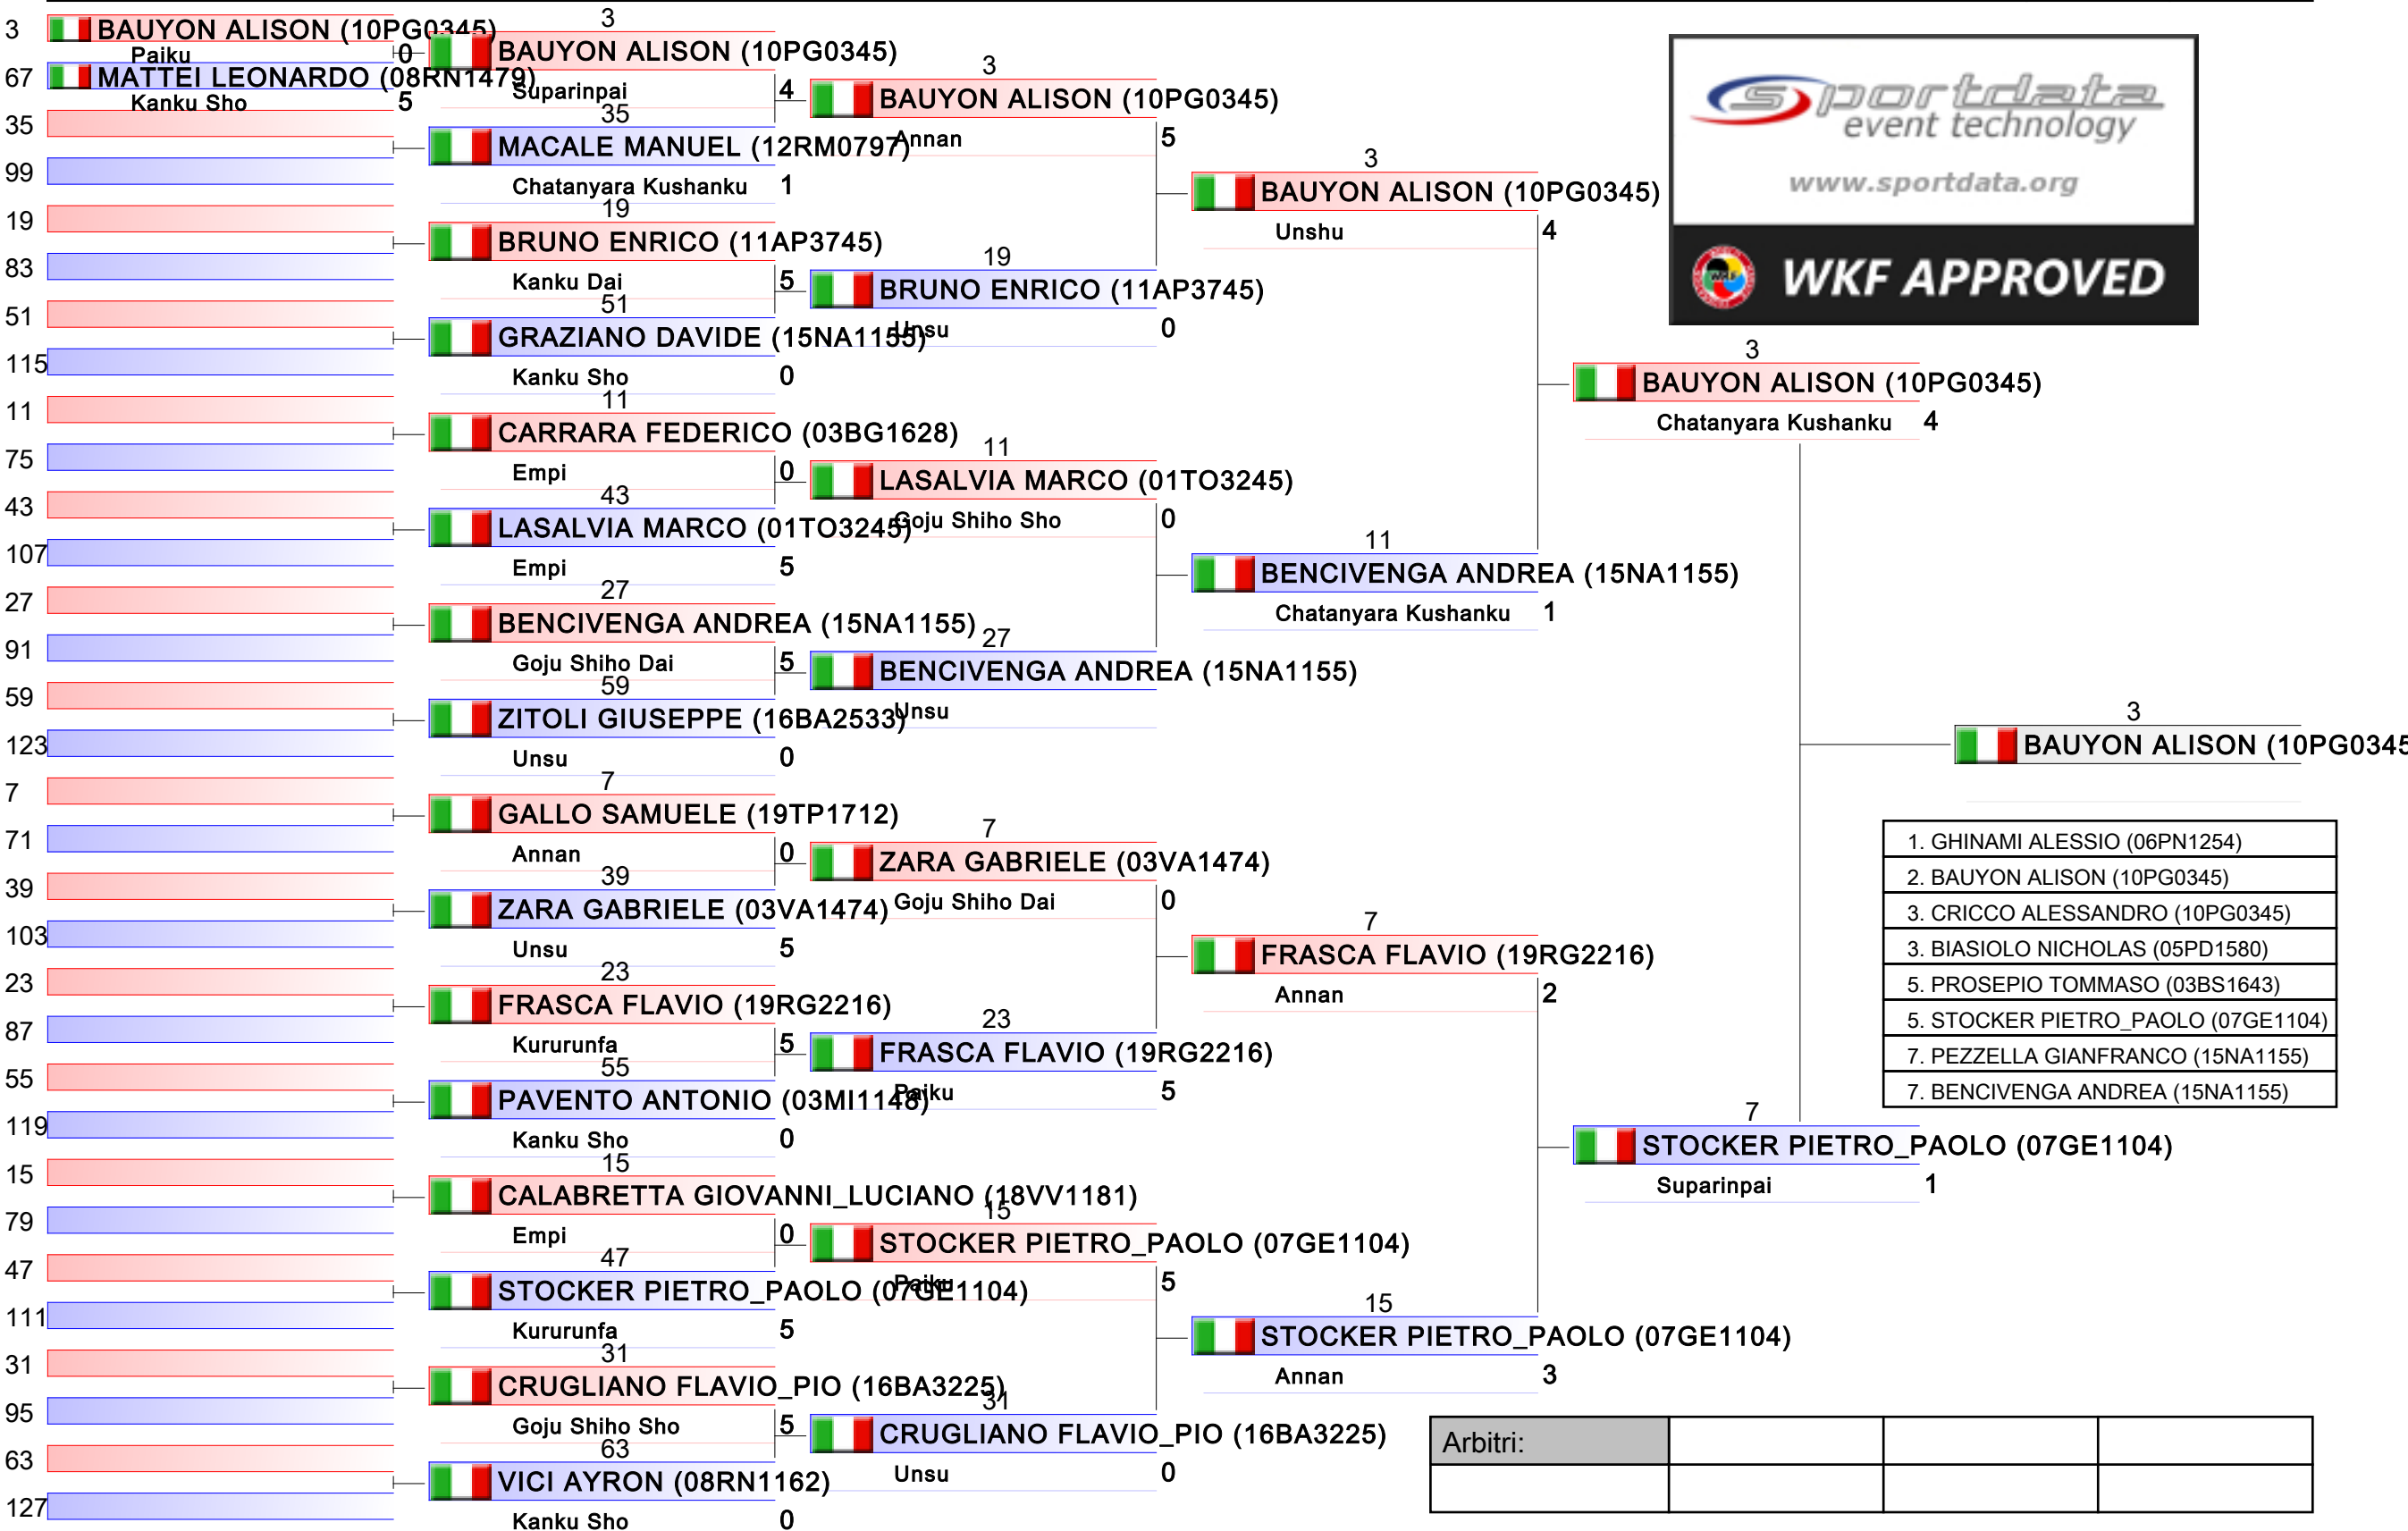 3
BAUYON ALISON (10PG0345)
Paiku
0
67
MATTEI LEONARDO (08RN1479)
Kanku Sho
5
35
99
19
83
51
115
11
75
43
107
27
91
59
123
7
71
39
103
23
87
55
119
15
79
47
111
31
95
63
127
3
BAUYON ALISON (10PG0345)
Suparinpai
4
35
MACALE MANUEL (12RM0797)
Chatanyara Kushanku
1
19
BRUNO ENRICO (11AP3745)
Kanku Dai
5
51
GRAZIANO DAVIDE (15NA1155)
Kanku Sho
0
11
CARRARA FEDERICO (03BG1628)
Empi
0
43
LASALVIA MARCO (01TO3245)
Empi
5
27
BENCIVENGA ANDREA (15NA1155)
Goju Shiho Dai
5
59
ZITOLI GIUSEPPE (16BA2533)
Unsu
0
7
GALLO SAMUELE (19TP1712)
Annan
0
39
ZARA GABRIELE (03VA1474)
Unsu
5
23
FRASCA FLAVIO (19RG2216)
Kururunfa
5
55
PAVENTO ANTONIO (03MI1148)
Kanku Sho
0
15
CALABRETTA GIOVANNI_LUCIANO (18VV1181)
Empi
0
47
STOCKER PIETRO_PAOLO (07GE1104)
Kururunfa
5
31
CRUGLIANO FLAVIO_PIO (16BA3225)
Goju Shiho Sho
5
63
VICI AYRON (08RN1162)
Kanku Sho
0
3
BAUYON ALISON (10PG0345)
Annan
5
19
BRUNO ENRICO (11AP3745)
Unsu
0
11
LASALVIA MARCO (01TO3245)
Goju Shiho Sho
0
27
BENCIVENGA ANDREA (15NA1155)
Unsu
7
ZARA GABRIELE (03VA1474)
Goju Shiho Dai
0
23
FRASCA FLAVIO (19RG2216)
Paiku
5
15
STOCKER PIETRO_PAOLO (07GE1104)
Paiku
5
31
CRUGLIANO FLAVIO_PIO (16BA3225)
Unsu
0
3
BAUYON ALISON (10PG0345)
Unshu
4
11
BENCIVENGA ANDREA (15NA1155)
Chatanyara Kushanku
1
7
FRASCA FLAVIO (19RG2216)
Annan
2
15
STOCKER PIETRO_PAOLO (07GE1104)
Annan
3
sportdata
event technology
www.sportdata.org
WKF
WKF APPROVED
3
BAUYON ALISON (10PG0345)
Chatanyara Kushanku
4
7
STOCKER PIETRO_PAOLO (07GE1104)
Suparinpai
1
3
BAUYON ALISON (10PG0345
1. GHINAMI ALESSIO (06PN1254)
2. BAUYON ALISON (10PG0345)
3. CRICCO ALESSANDRO (10PG0345)
3. BIASIOLO NICHOLAS (05PD1580)
5. PROSEPIO TOMMASO (03BS1643)
5. STOCKER PIETRO_PAOLO (07GE1104)
7. PEZZELLA GIANFRANCO (15NA1155)
7. BENCIVENGA ANDREA (15NA1155)
Arbitri: